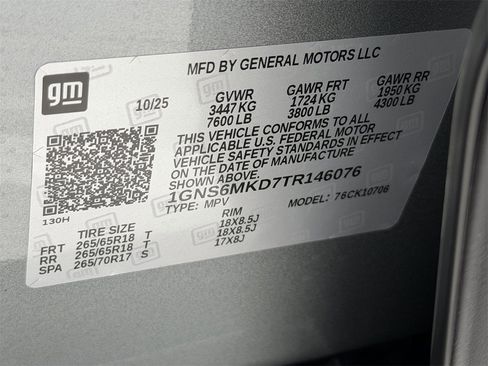 MFD BY GENERAL MOTORS LLC
gm
10/25 GVWR GAWR FRT GAWR RR
3447 KG 1724 KG 1950 KG
7600 LB 3800 LB 4300 LB
THIS VEHICLE CONFORMS TO ALL
APPLICABLE U.S. FEDERAL MOTOR
VEHICLE SAFETY STANDARDS IN EFFECT
ON THE DATE OF MANUFACTURE
1GNS6MKD7TR146076
130H TYPE: MPV MODEL: 76CK10706
TIRE SIZE RIM
FRT 265/65R18 T 18X8.5J
RR 265/65R18 T 18X8.5J
SPA 265/70R17 S 17X8J